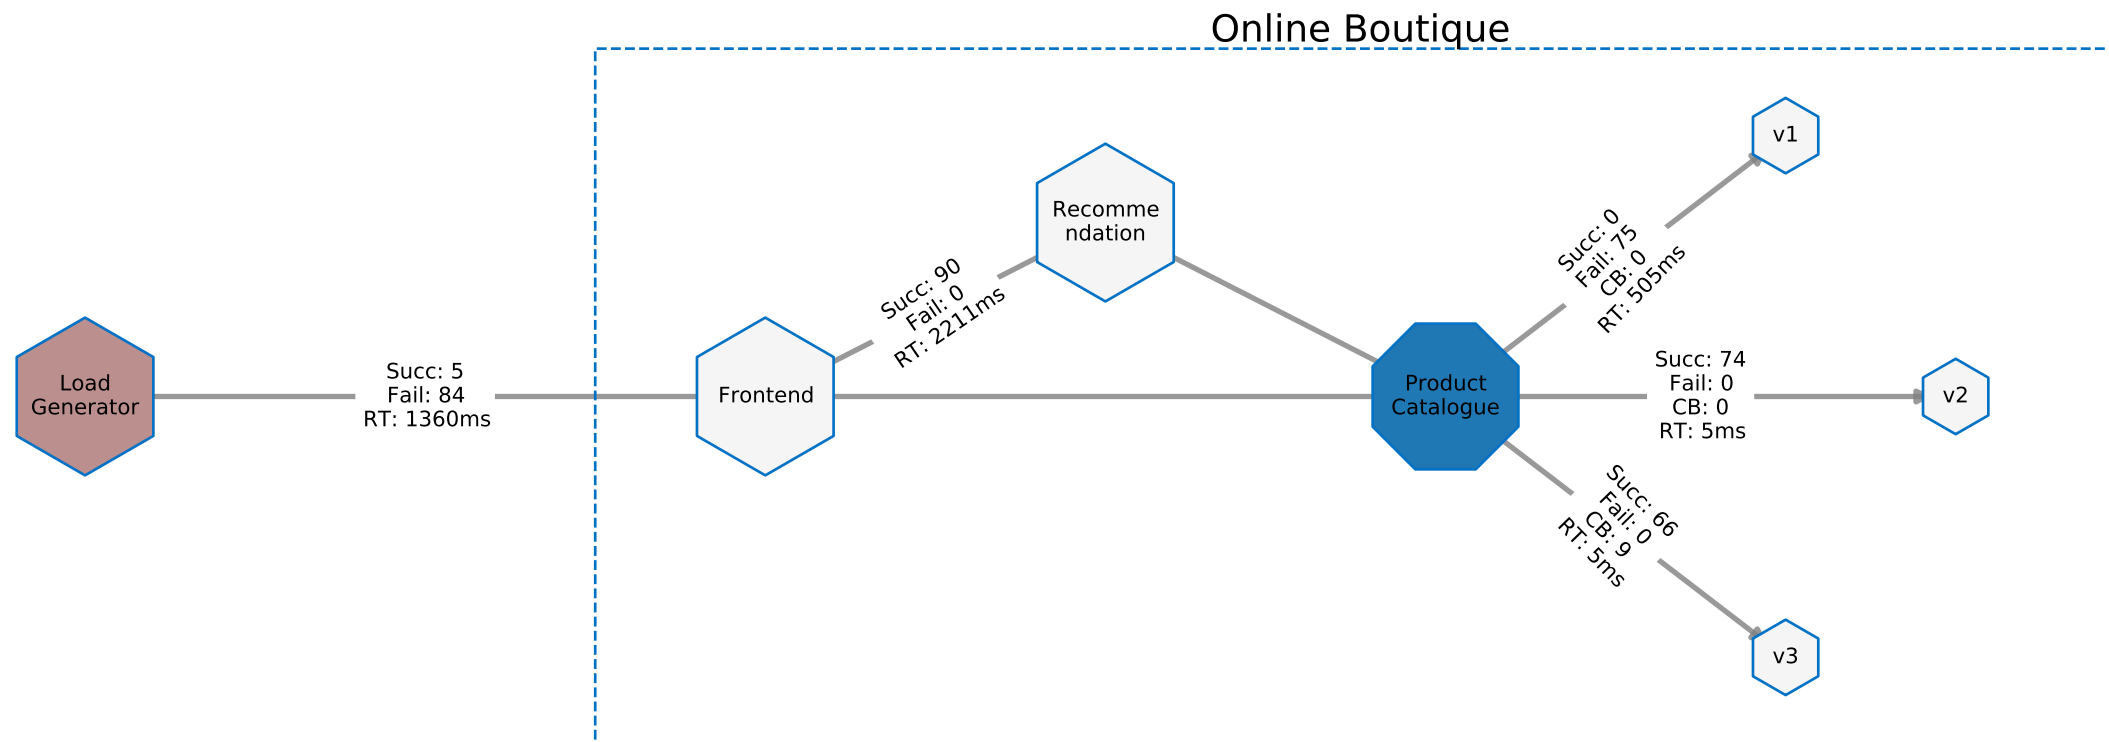 Online Boutique
Load
Generator
Succ: 5
Fail: 84
RT: 1360ms
Frontend
Succ: 90
Fail: 0
RT: 2211ms
Recomme
ndation
Product
Catalogue
Succ: 0
Fail: 75
CB: 0
RT: 505ms
v1
Succ: 74
Fail: 0
CB: 0
RT: 5ms
v2
Succ: 66
Fail: 0
CB: 9
RT: 5ms
v3